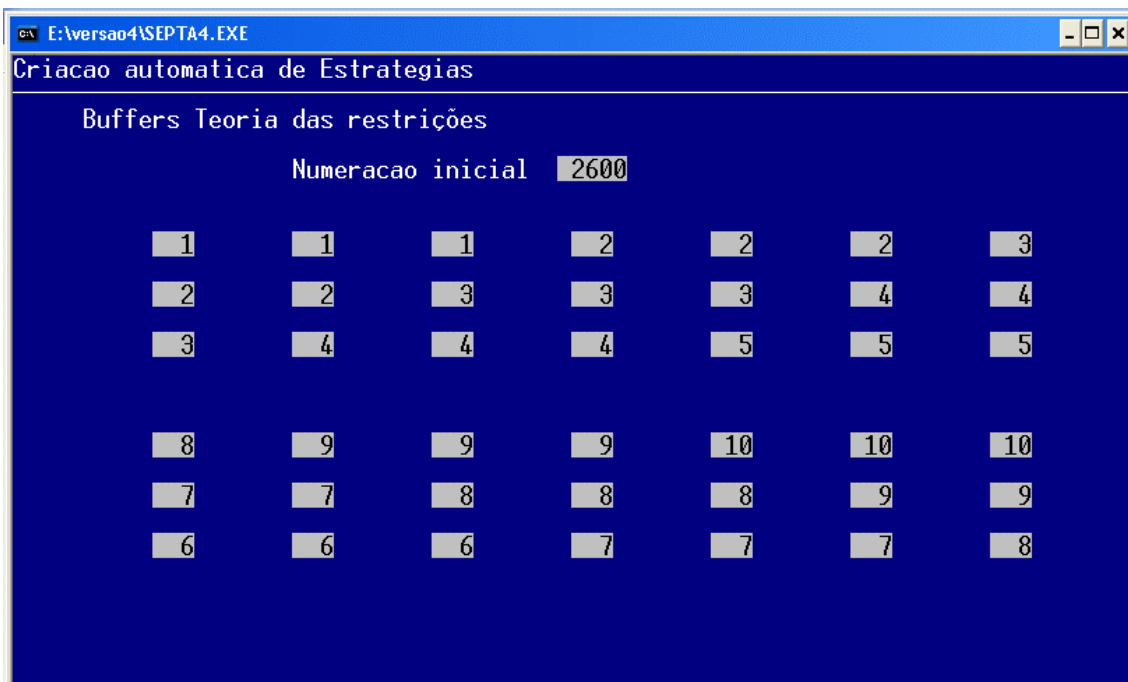 E:\versao4\SEPTA4.EXE
Criacao automatica de Estrategias
Buffers Teoria das restrições
Numeracao inicial 2600
1 1 1 2 2 2 3
2 2 3 3 3 4 4
3 4 4 4 5 5 5
8 9 9 9 10 10 10
7 7 8 8 8 9 9
6 6 6 7 7 7 8